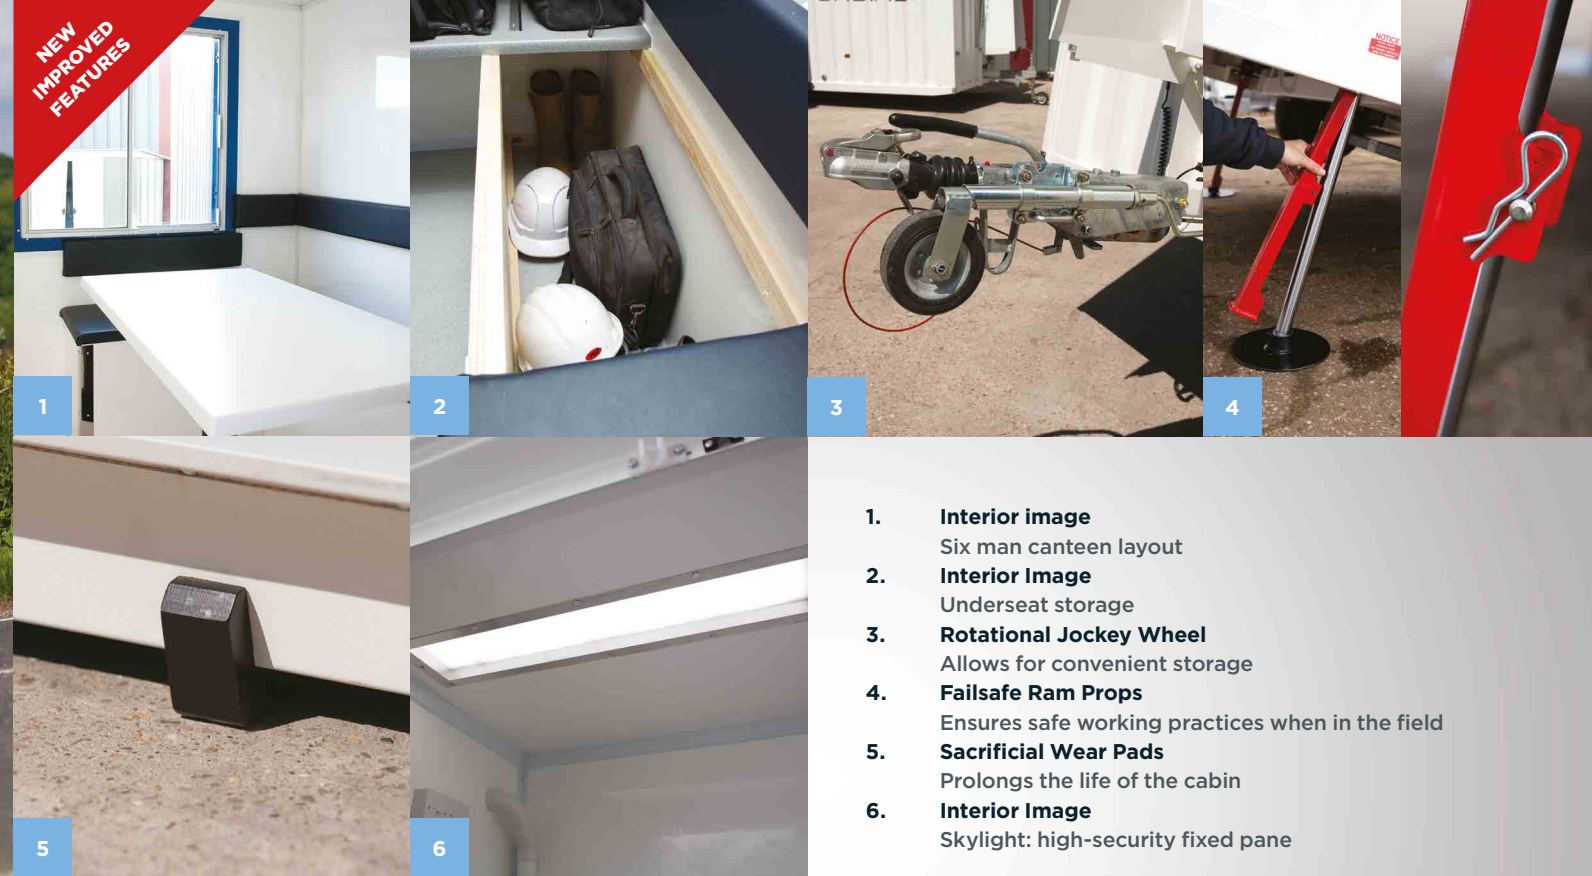 NEW
IMPROVED
FEATURES
NOTICE
1
2
3
4
5
6
1. Interior image
Six man canteen layout
2. Interior Image
Underseat storage
3. Rotational Jockey Wheel
Allows for convenient storage
4. Failsafe Ram Props
Ensures safe working practices when in the field
5. Sacrificial Wear Pads
Prolongs the life of the cabin
6. Interior Image
Skylight: high-security fixed pane